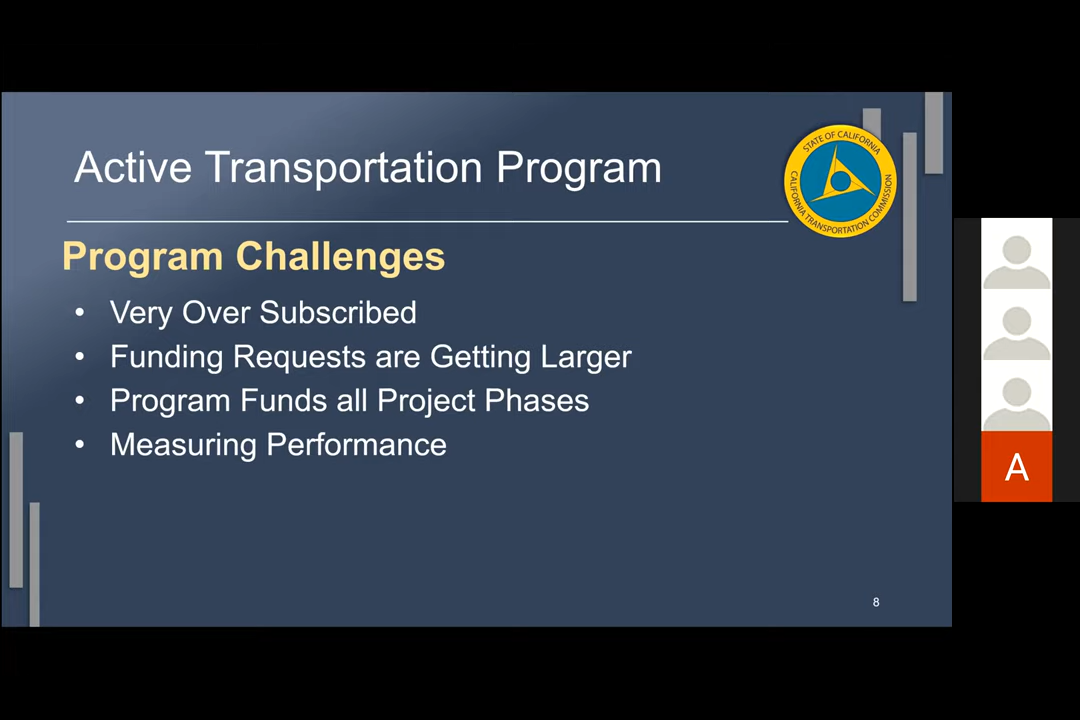 Active Transportation Program
STATE OF CALIFORNIA
CALIFORNIA TRANSPORTATION COMMISSION
Program Challenges
• Very Over Subscribed
• Funding Requests are Getting Larger
• Program Funds all Project Phases
• Measuring Performance
A
8